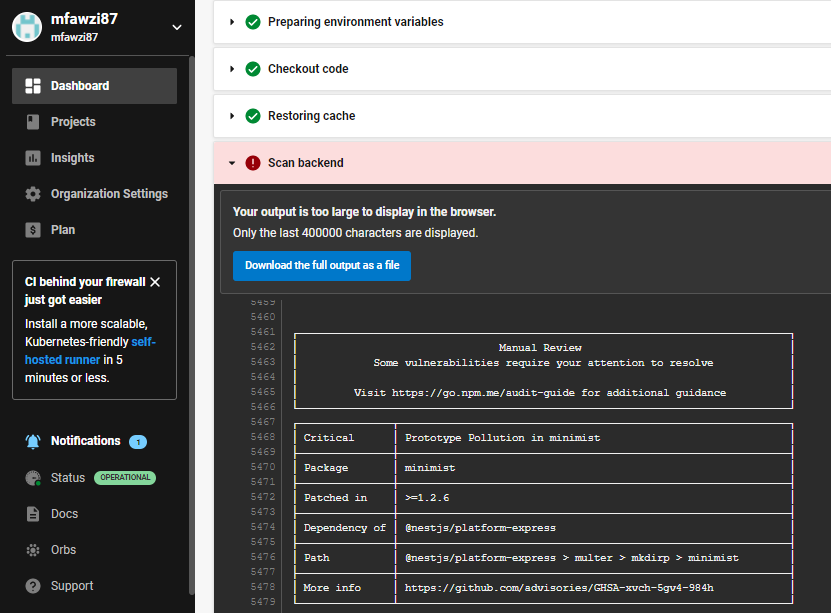 mfawzi87
mfawzi87
Dashboard
Projects
Insights
Organization Settings
Plan
CI behind your firewall
just got easier
Install a more scalable,
Kubernetes-friendly self-
hosted runner in 5
minutes or less.
Notifications 1
Status OPERATIONAL
Docs
Orbs
Support
Preparing environment variables
Checkout code
Restoring cache
Scan backend
Your output is too large to display in the browser.
Only the last 400000 characters are displayed.
Download the full output as a file
5459
5460
5461
5462 Manual Review
5463 Some vulnerabilities require your attention to resolve
5464
5465 Visit https://go.npm.me/audit-guide for additional guidance
5466
5467
5468 Critical Prototype Pollution in minimist
5469
5470 Package minimist
5471
5472 Patched in >=1.2.6
5473
5474 Dependency of @nestjs/platform-express
5475
5476 Path @nestjs/platform-express > multer > mkdirp > minimist
5477
5478 More info https://github.com/advisories/GHSA-xvch-5gv4-984h
5479